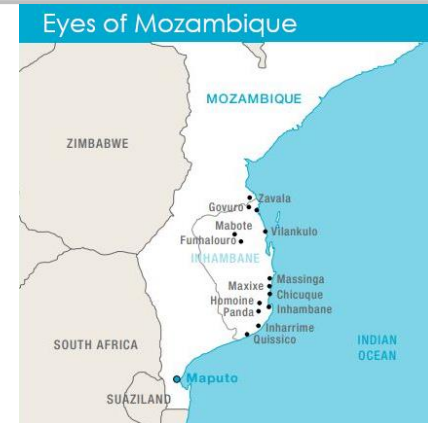 Eyes of Mozambique
MOZAMBIQUE
ZIMBABWE
Zavala
Govuro
Mabote
Vilankulo
Funhalouro
INHAMBANE
Massinga
Maxixe
Chicuque
Homoine
Inhambane
Panda
Inharrime
SOUTH AFRICA
Quissico
INDIAN
OCEAN
Maputo
SUAZILAND